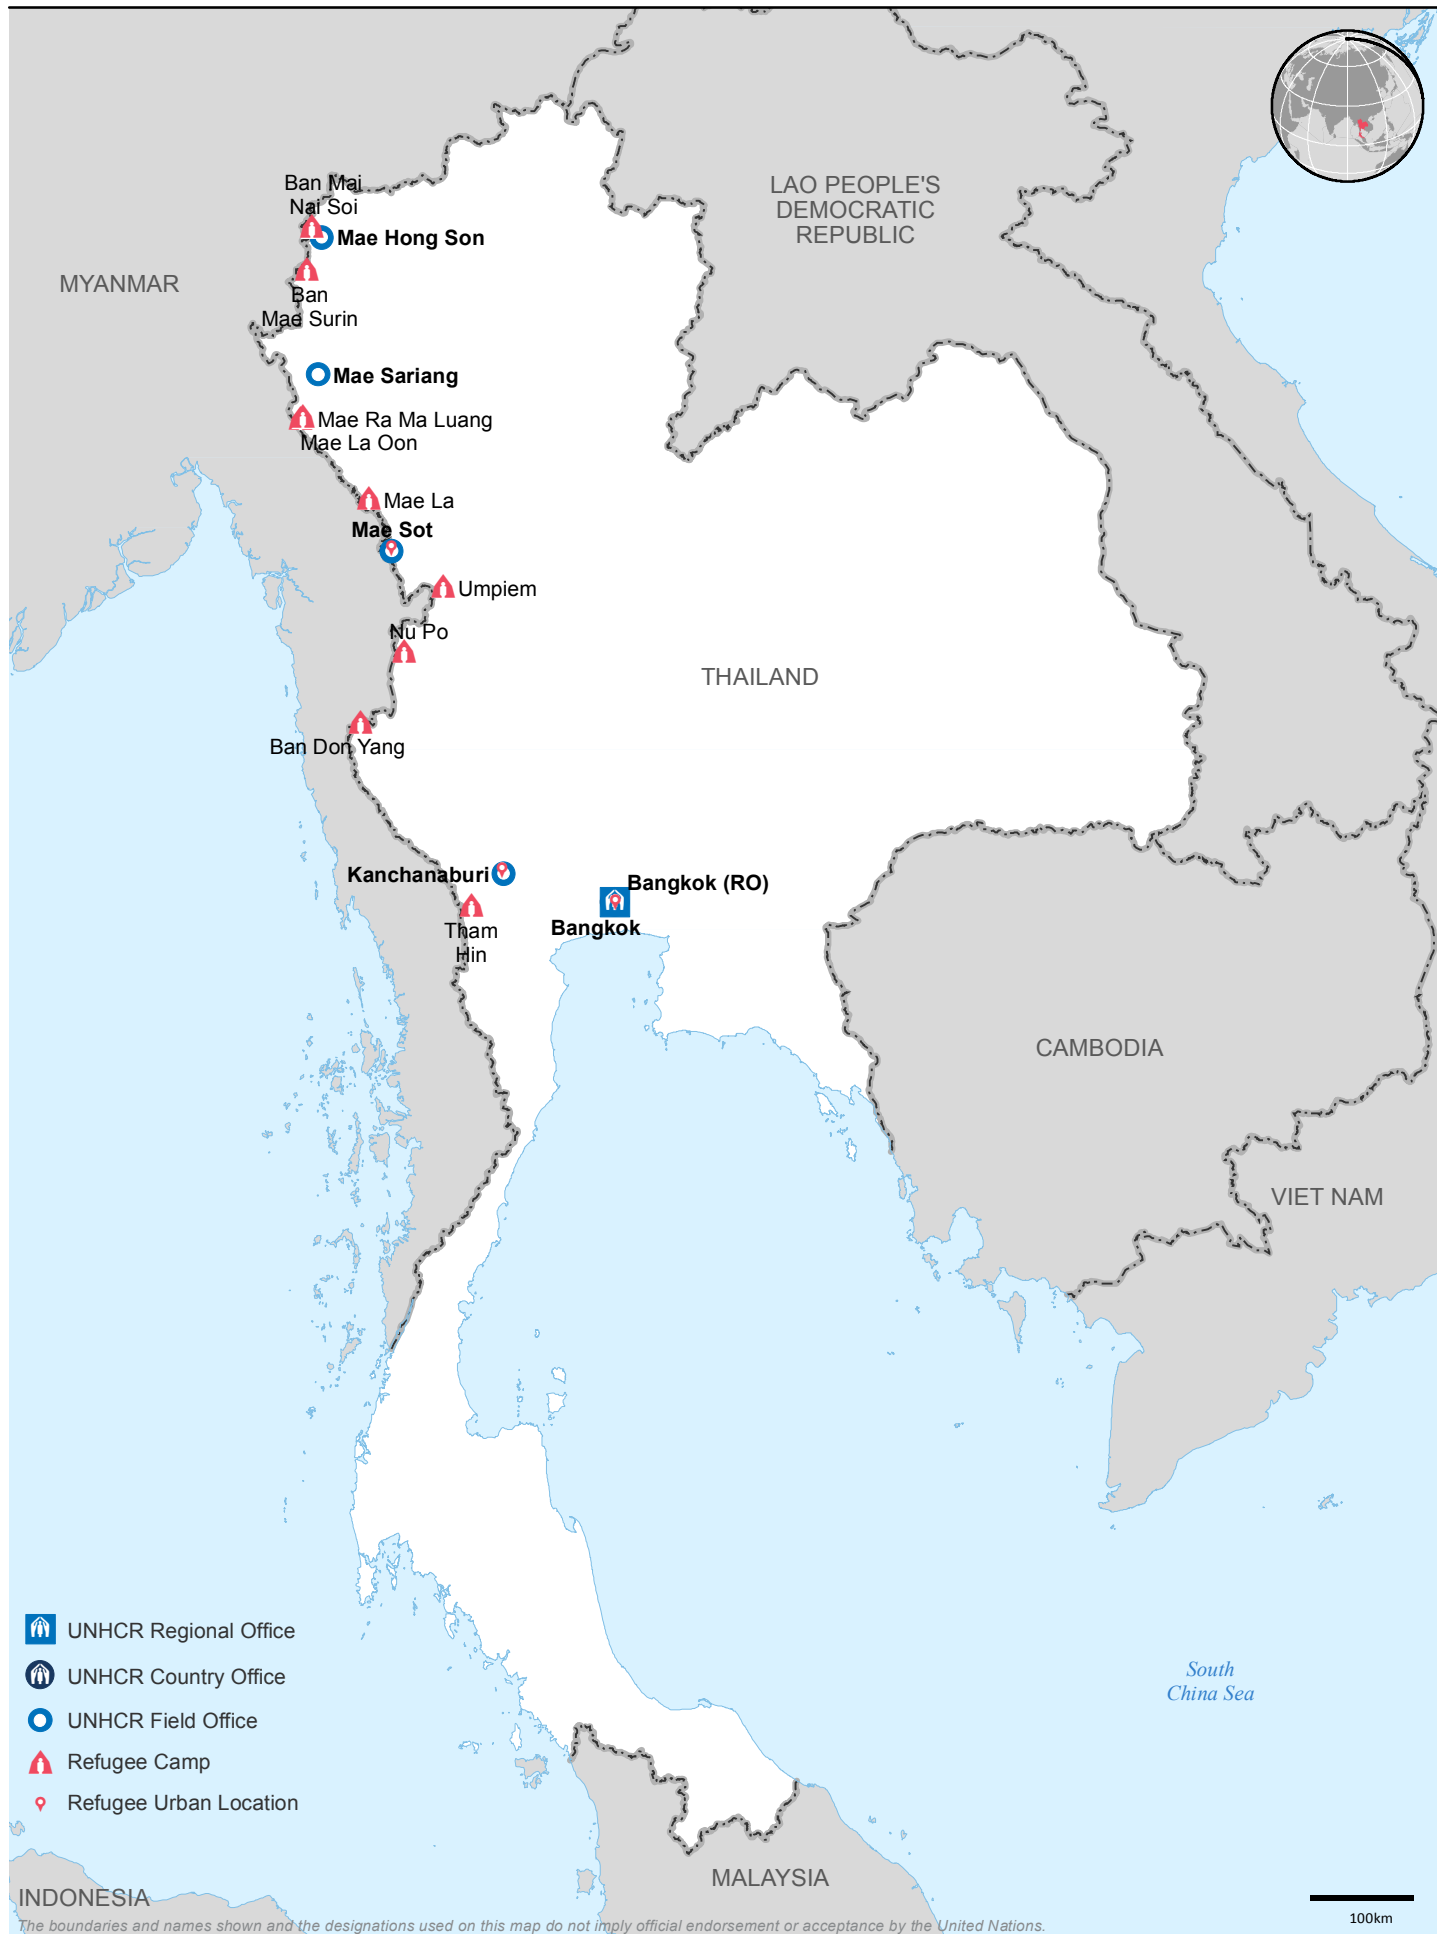 LAO PEOPLE'S
DEMOCRATIC
REPUBLIC
Ban Mai
Nai Soi
Mae Hong Son
MYANMAR
Ban
Mae Surin
Mae Sariang
Mae Ra Ma Luang
Mae La Oon
Mae La
Mae Sot
Umpiem
Nu Po
THAILAND
Ban Don Yang
Kanchanaburi
Bangkok (RO)
Bangkok
Tham
Hin
CAMBODIA
VIET NAM
UNHCR Regional Office
UNHCR Country Office
UNHCR Field Office
Refugee Camp
Refugee Urban Location
South
China Sea
MALAYSIA
INDONESIA
100km
The boundaries and names shown and the designations used on this map do not imply official endorsement or acceptance by the United Nations.